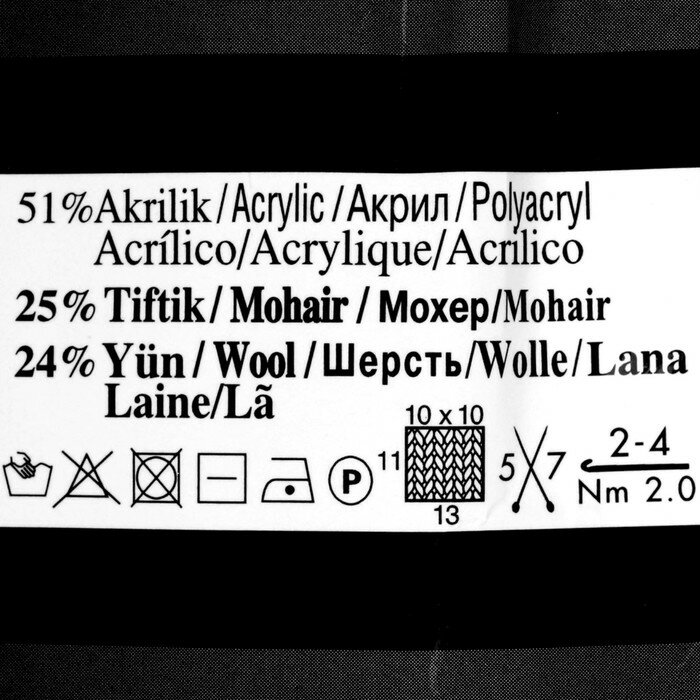 51% Akrilik / Acrylic / Акрил / Polyacryl
Acrílico/Acrylique/Acrílico
25% Tiftik / Mohair / Мохер/Mohair
24% Yün / Wool / Шерсть/Wolle/Lana
Laine/Lã
10 x 10
11
13
P
5 7
2-4
Nm 2.0